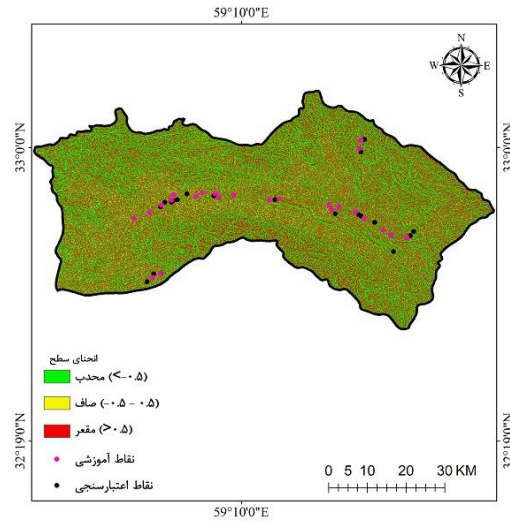 59°10'0"E
N
W
E
S
33°0'0"N
33°0'0"N
انحنای سطح
محدب (<-۰.۵)
صاف (-۰.۵ - ۰.۵)
مقعر (>۰.۵)
نقاط آموزشی
نقاط اعتبارسنجی
32°19'0"N
32°19'0"N
0 5 10 20 30 KM
59°10'0"E